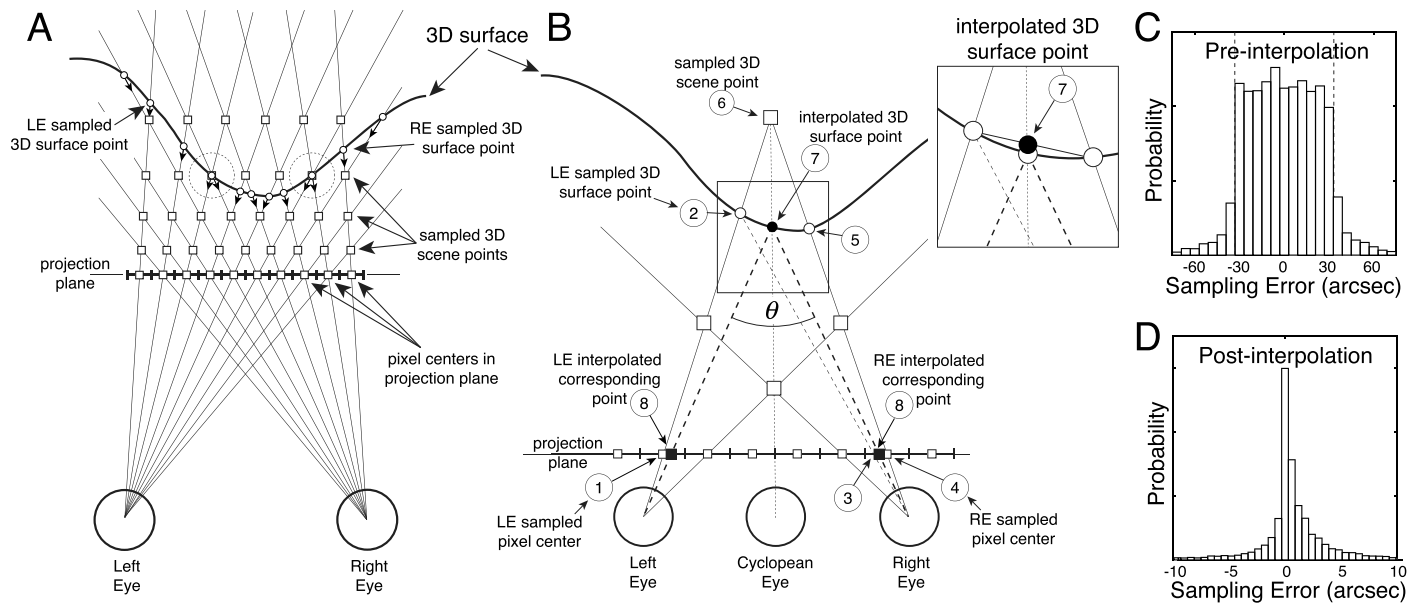 A
3D surface
LE sampled
3D surface point
RE sampled 3D
surface point
sampled 3D
scene points
projection
plane
pixel centers in
projection plane
Left
Eye
Right
Eye
B
sampled 3D
scene point
6
interpolated 3D
surface point
7
LE sampled 3D
surface point
2
5
θ
LE interpolated
corresponding
point
8
RE interpolated
corresponding
point
8
projection
plane
1
3
4
LE sampled
pixel center
RE sampled
pixel center
Left
Eye
Cyclopean
Eye
Right
Eye
interpolated 3D
surface point
7
C
Pre-interpolation
Probability
-60 -30 0 30 60
Sampling Error (arcsec)
D
Post-interpolation
Probability
-10 -5 0 5 10
Sampling Error (arcsec)